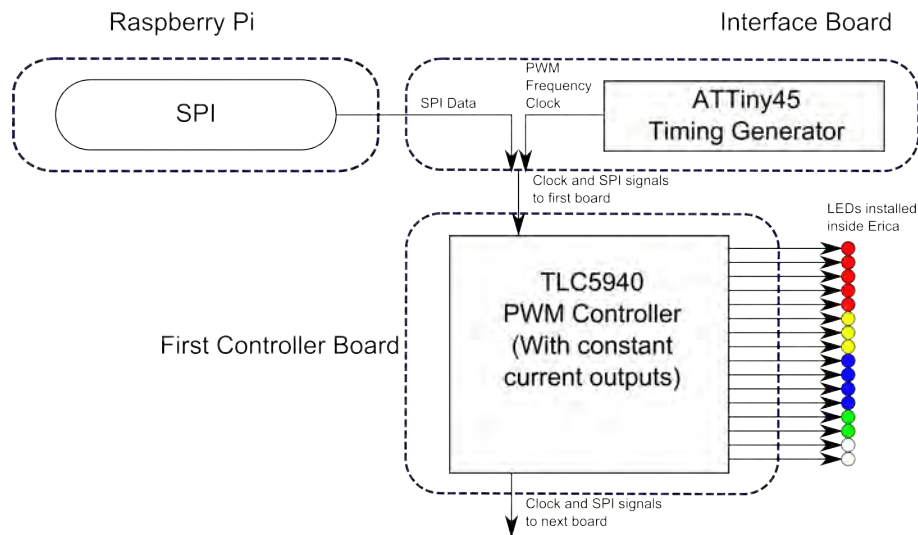 Raspberry Pi
Interface Board
SPI
SPI Data
PWM
Frequency
Clock
ATTiny45
Timing Generator
Clock and SPI signals
to first board
LEDs installed
inside Erica
First Controller Board
TLC5940
PWM Controller
(With constant
current outputs)
Clock and SPI signals
to next board